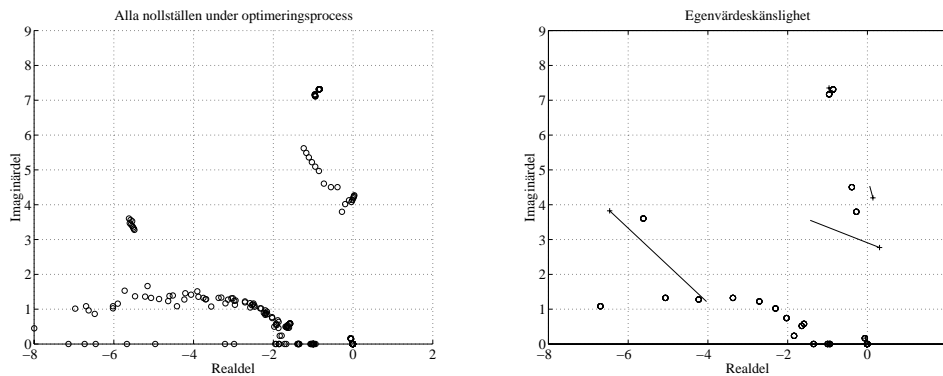 Alla nollställen under optimeringsprocess
8
7
6
5
4
3
2
1
0
Imaginärdel
−8 −6 −4 −2 0 2
Realdel
Egenvärdeskänslighet
9
8
7
6
5
4
3
2
1
0
Imaginärdel
−8 −6 −4 −2 0
Realdel